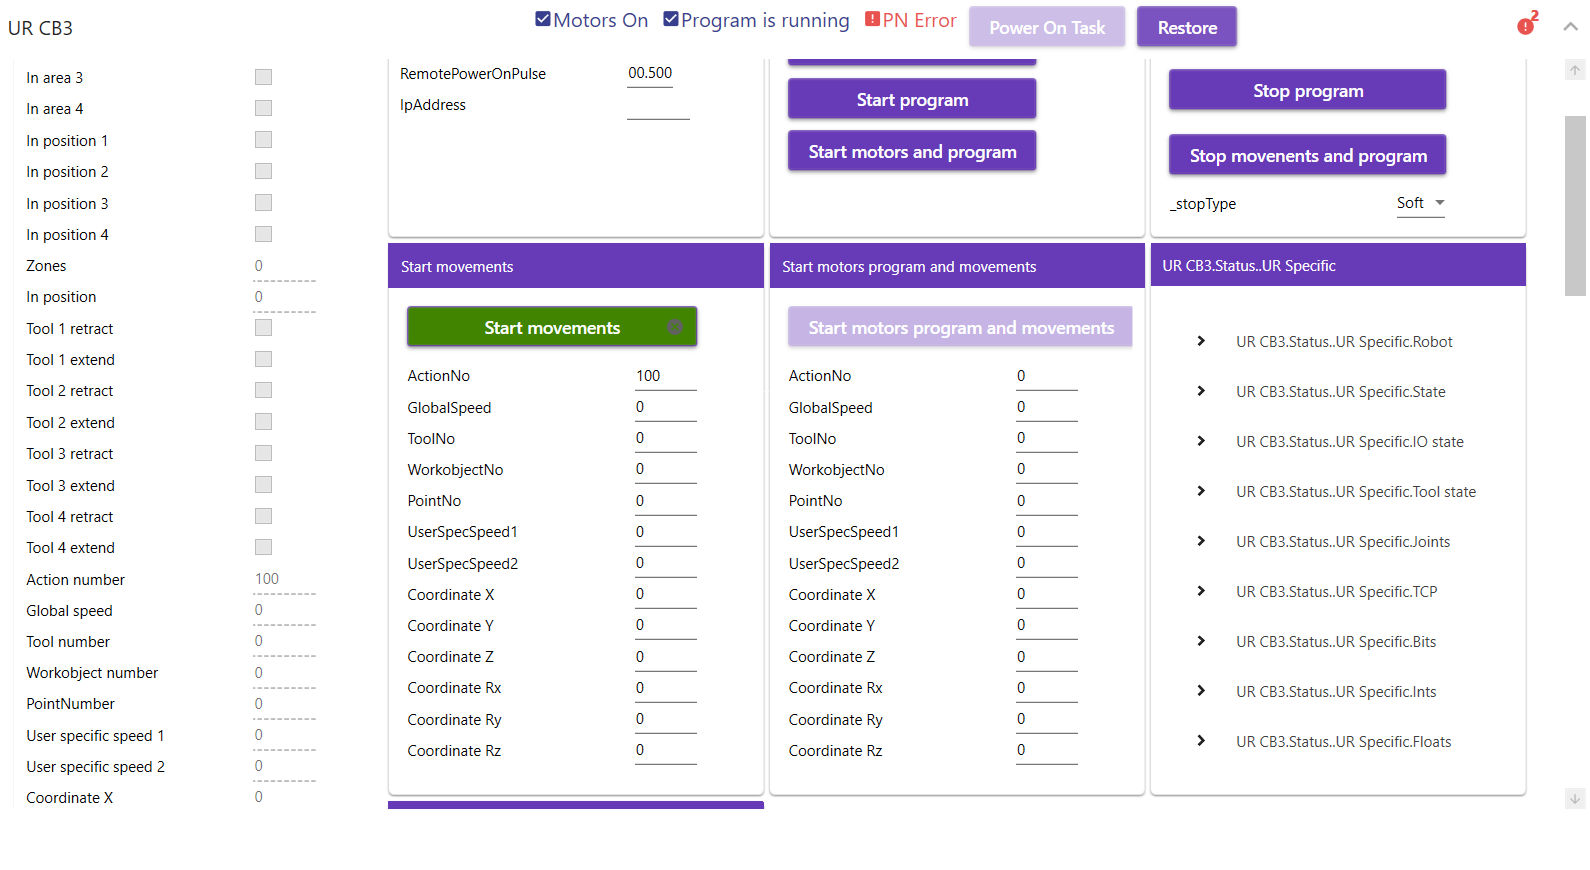 UR CB3
Motors On
Program is running
PN Error
Power On Task
Restore
2
In area 3
In area 4
In position 1
In position 2
In position 3
In position 4
Zones 0
In position 0
Tool 1 retract
Tool 1 extend
Tool 2 retract
Tool 2 extend
Tool 3 retract
Tool 3 extend
Tool 4 retract
Tool 4 extend
Action number 100
Global speed 0
Tool number 0
Workobject number 0
PointNumber 0
User specific speed 1 0
User specific speed 2 0
Coordinate X 0
RemotePowerOnPulse 00.500
IpAddress
Start program
Start motors and program
Stop program
Stop movenents and program
_stopType Soft
Start movements
Start movements
ActionNo 100
GlobalSpeed 0
ToolNo 0
WorkobjectNo 0
PointNo 0
UserSpecSpeed1 0
UserSpecSpeed2 0
Coordinate X 0
Coordinate Y 0
Coordinate Z 0
Coordinate Rx 0
Coordinate Ry 0
Coordinate Rz 0
Start motors program and movements
Start motors program and movements
ActionNo 0
GlobalSpeed 0
ToolNo 0
WorkobjectNo 0
PointNo 0
UserSpecSpeed1 0
UserSpecSpeed2 0
Coordinate X 0
Coordinate Y 0
Coordinate Z 0
Coordinate Rx 0
Coordinate Ry 0
Coordinate Rz 0
UR CB3.Status..UR Specific
UR CB3.Status..UR Specific.Robot
UR CB3.Status..UR Specific.State
UR CB3.Status..UR Specific.IO state
UR CB3.Status..UR Specific.Tool state
UR CB3.Status..UR Specific.Joints
UR CB3.Status..UR Specific.TCP
UR CB3.Status..UR Specific.Bits
UR CB3.Status..UR Specific.Ints
UR CB3.Status..UR Specific.Floats